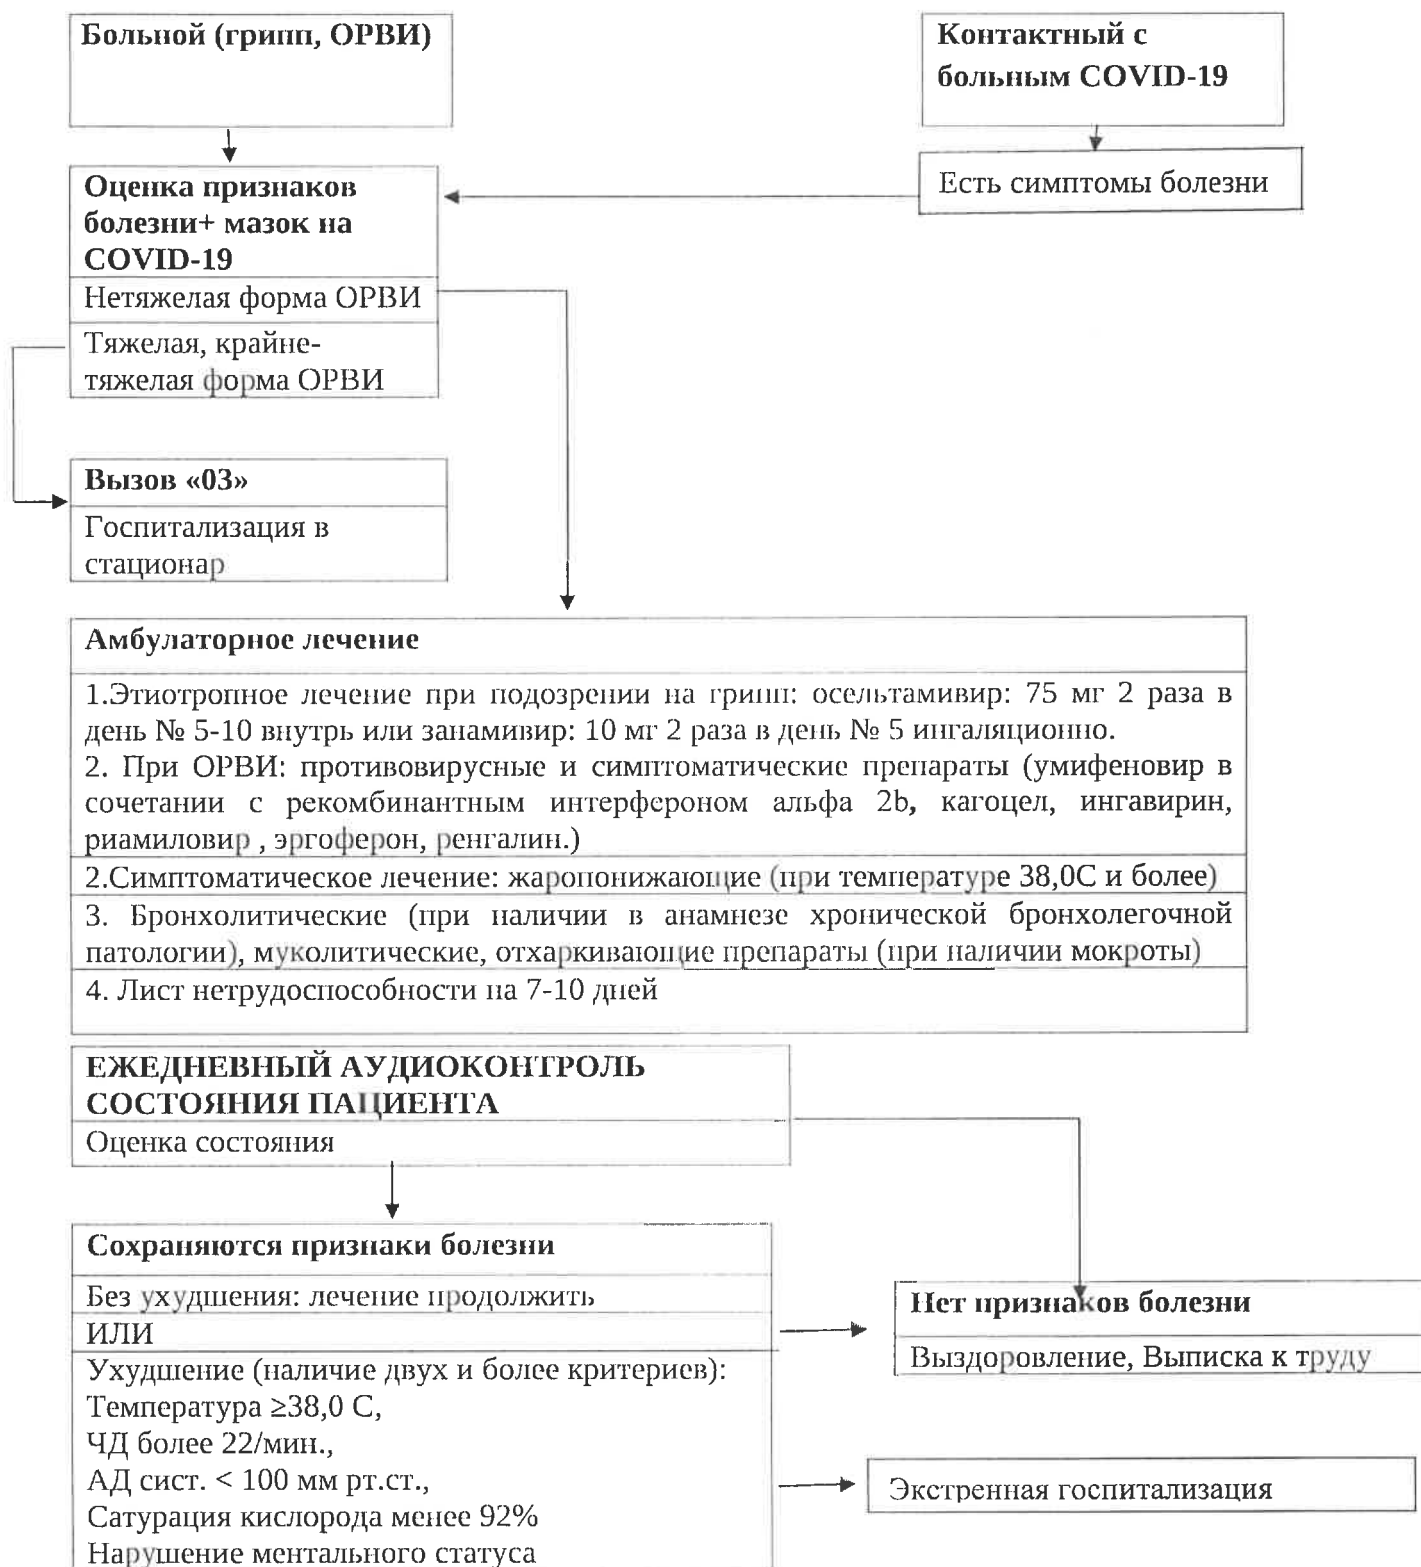 Больной (грипп, ОРВИ)
Контактный с
больным COVID-19
Есть симптомы болезни
Оценка признаков
болезни+ мазок на
COVID-19
Нетяжелая форма ОРВИ
Тяжелая, крайне-
тяжелая форма ОРВИ
Вызов «03»
Госпитализация в
стационар
Амбулаторное лечение
1.Этиотропное лечение при подозрении на грипп: осельтамивир: 75 мг 2 раза в
день № 5-10 внутрь или занамивир: 10 мг 2 раза в день № 5 ингаляционно.
2. При ОРВИ: противовирусные и симптоматические препараты (умифеновир в
сочетании с рекомбинантным интерфероном альфа 2b, кагоцел, ингавирин,
риамиловир , эргоферон, ренгалин.)
2.Симптоматическое лечение: жаропонижающие (при температуре 38,0С и более)
3. Бронхолитические (при наличии в анамнезе хронической бронхолегочной
патологии), муколитические, отхаркивающие препараты (при наличии мокроты)
4. Лист нетрудоспособности на 7-10 дней
ЕЖЕДНЕВНЫЙ АУДИОКОНТРОЛЬ
СОСТОЯНИЯ ПАЦИЕНТА
Оценка состояния
Сохраняются признаки болезни
Без ухудшения: лечение продолжить
ИЛИ
Ухудшение (наличие двух и более критериев):
Температура ≥38,0 С,
ЧД более 22/мин.,
АД сист. < 100 мм рт.ст.,
Сатурация кислорода менее 92%
Нарушение ментального статуса
Нет признаков болезни
Выздоровление, Выписка к труду
Экстренная госпитализация